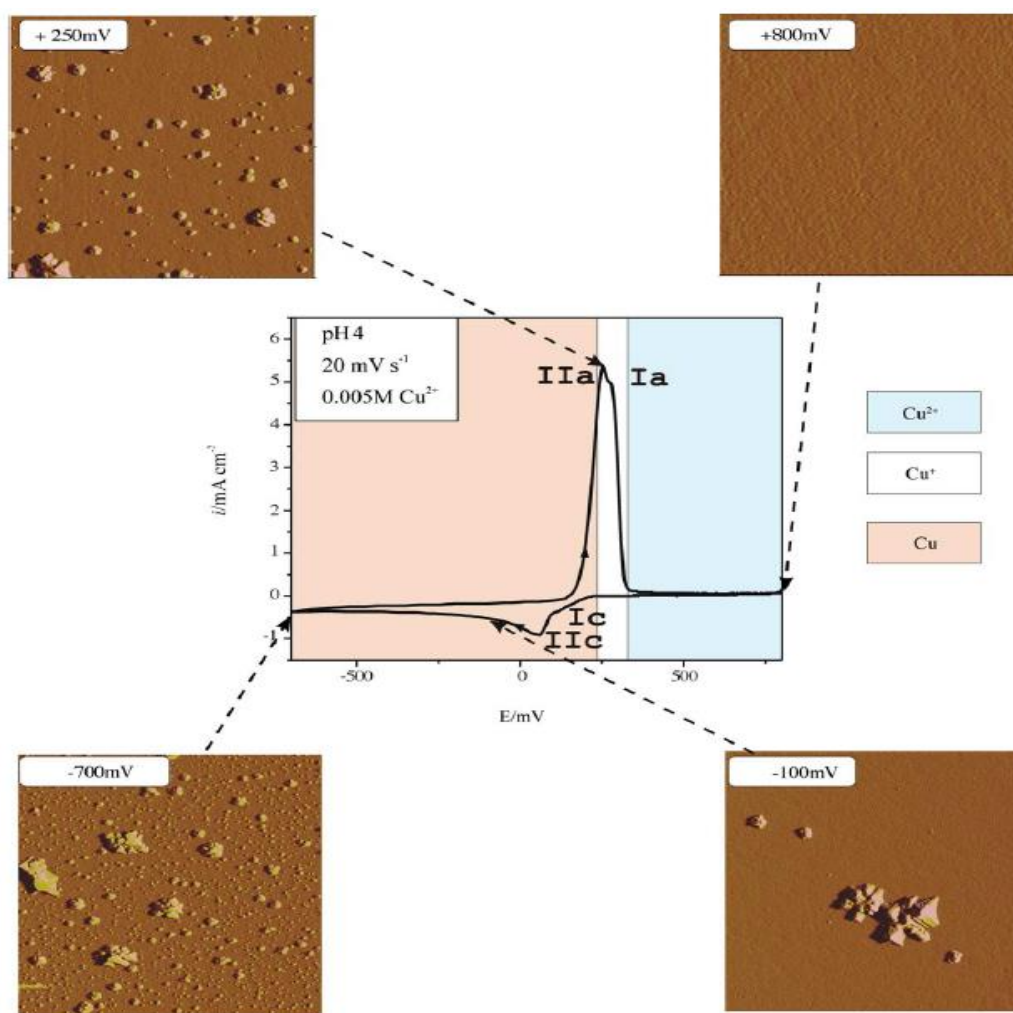 + 250mV
+800mV
pH 4
20 mV s⁻¹
0.005M Cu²⁺
IIa
Ia
Ic
IIc
i/mA cm⁻²
6
5
4
3
2
1
0
-1
-500
0
500
E/mV
Cu²⁺
Cu⁺
Cu
-700mV
-100mV